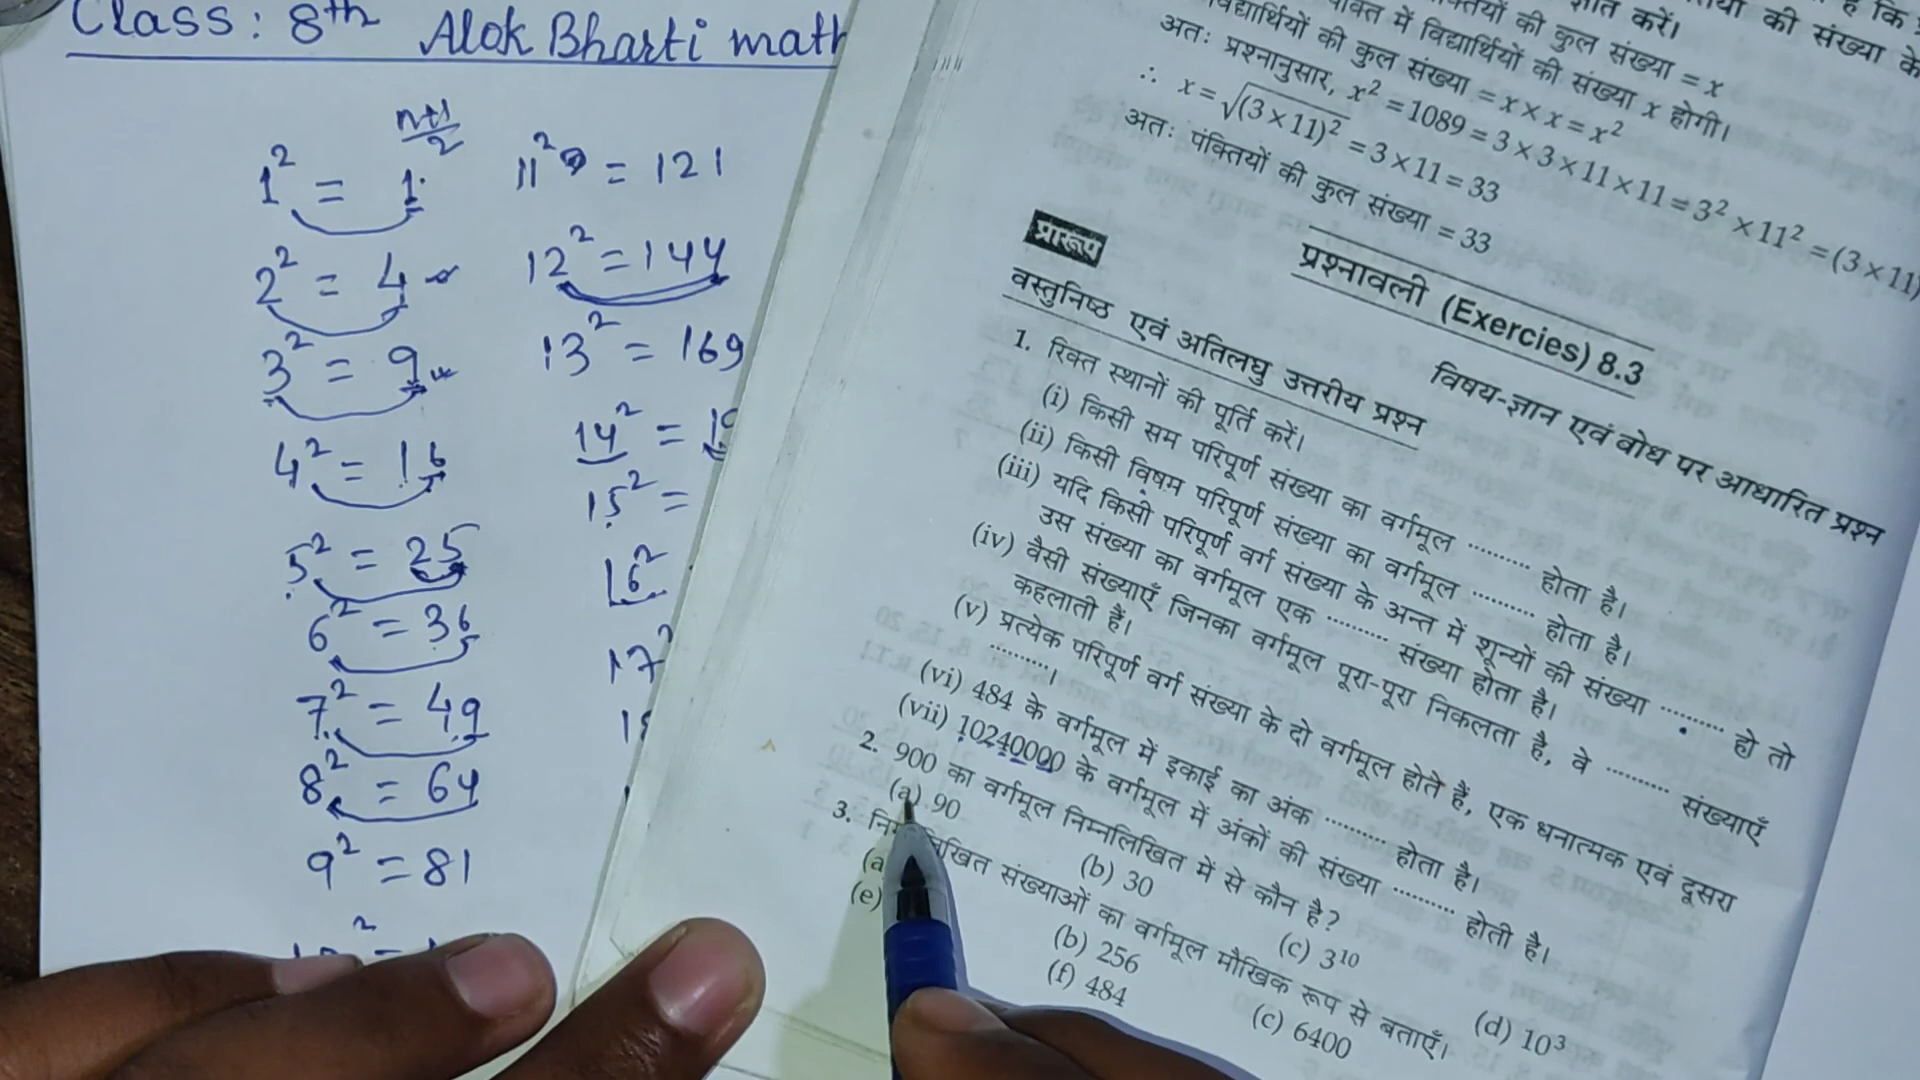 Class: 8th Alok Bharti math
n+1
2
1² = 1
2² = 4
3² = 9
4² = 16
5² = 25
6² = 36
7² = 49
8² = 64
9² = 81
11² = 121
12² = 144
13² = 169
14² = 19
15² =
16²
17²
18
की संख्या के
ज्ञात करें।
की कुल संख्या = x
में विद्यार्थियों की संख्या x होगी।
विद्यार्थियों की कुल संख्या = x × x = x²
अतः प्रश्नानुसार, x² = 1089 = 3 × 3 × 11 × 11 = 3² × 11² = (3 × 11)
∴ x = √(3 × 11)² = 3 × 11 = 33
अतः पंक्तियों की कुल संख्या = 33
प्रारूप
प्रश्नावली (Exercies) 8.3
विषय-ज्ञान एवं बोध पर आधारित प्रश्न
वस्तुनिष्ठ एवं अतिलघु उत्तरीय प्रश्न
1. रिक्त स्थानों की पूर्ति करें।
(i) किसी सम परिपूर्ण संख्या का वर्गमूल .......... होता है।
(ii) किसी विषम परिपूर्ण संख्या का वर्गमूल .......... होता है।
(iii) यदि किसी परिपूर्ण वर्ग संख्या के अन्त में शून्यों की संख्या .......... हो तो
उस संख्या का वर्गमूल एक .......... संख्या होता है।
(iv) वैसी संख्याएँ जिनका वर्गमूल पूरा-पूरा निकलता है, वे .......... संख्याएँ
कहलाती हैं।
(v) प्रत्येक परिपूर्ण वर्ग संख्या के दो वर्गमूल होते हैं, एक धनात्मक एवं दूसरा
..........।
(vi) 484 के वर्गमूल में इकाई का अंक .......... होता है।
(vii) 10240000 के वर्गमूल में अंकों की संख्या .......... होती है।
2. 900 का वर्गमूल निम्नलिखित में से कौन है?
(a) 90 (b) 30 (c) 3¹⁰ (d) 10³
3. संख्याओं का वर्गमूल मौखिक रूप से बताएँ।
(a (b) 256 (c) 6400
(e) (f) 484